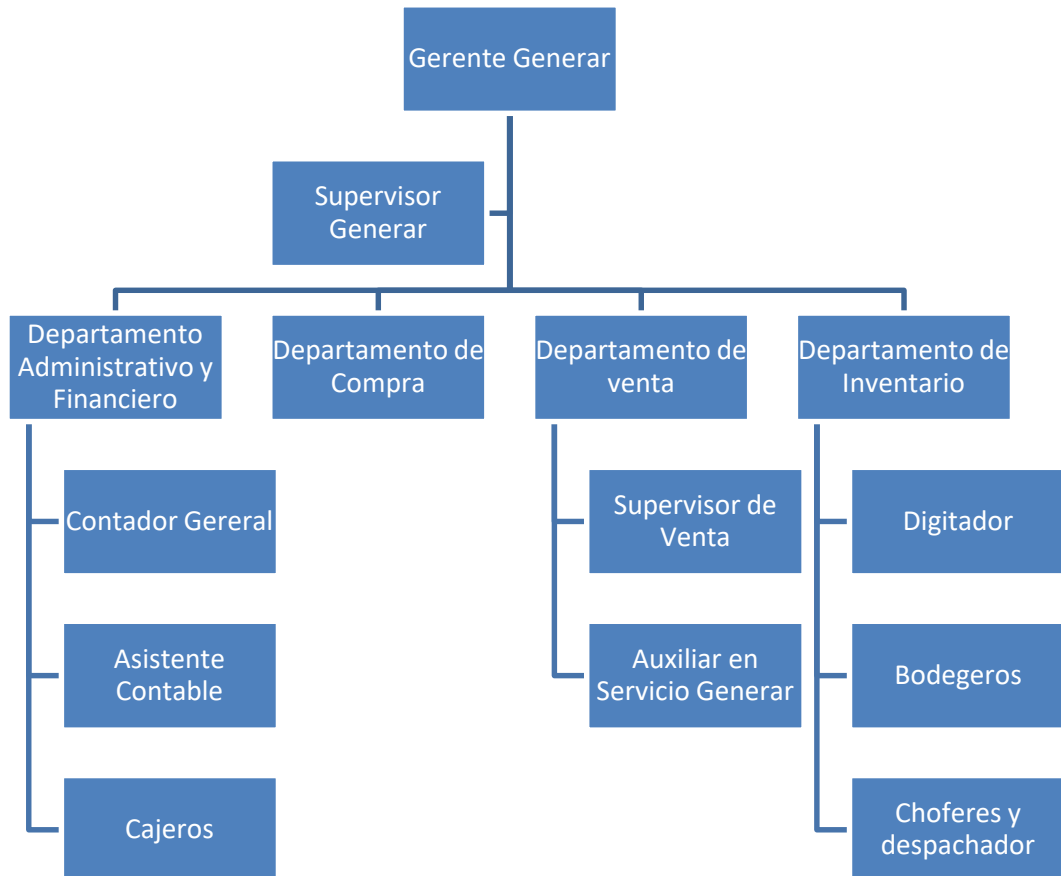 Gerente Generar
Supervisor
Generar
Departamento
Administrativo y
Financiero
Departamento de
Compra
Departamento de
venta
Departamento de
Inventario
Contador Gereral
Supervisor de
Venta
Digitador
Asistente
Contable
Auxiliar en
Servicio Generar
Bodegeros
Cajeros
Choferes y
despachador